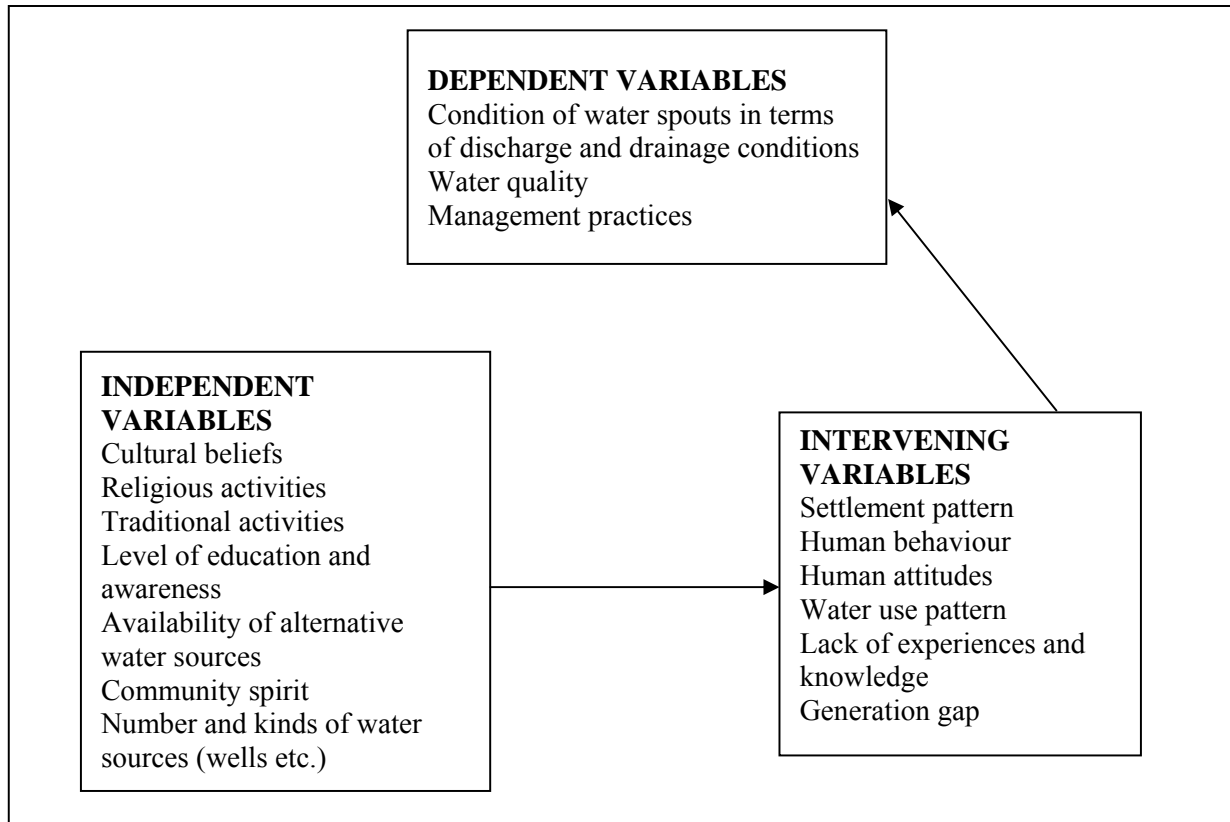 DEPENDENT VARIABLES
Condition of water spouts in terms
of discharge and drainage conditions
Water quality
Management practices
INDEPENDENT
VARIABLES
Cultural beliefs
Religious activities
Traditional activities
Level of education and
awareness
Availability of alternative
water sources
Community spirit
Number and kinds of water
sources (wells etc.)
INTERVENING
VARIABLES
Settlement pattern
Human behaviour
Human attitudes
Water use pattern
Lack of experiences and
knowledge
Generation gap